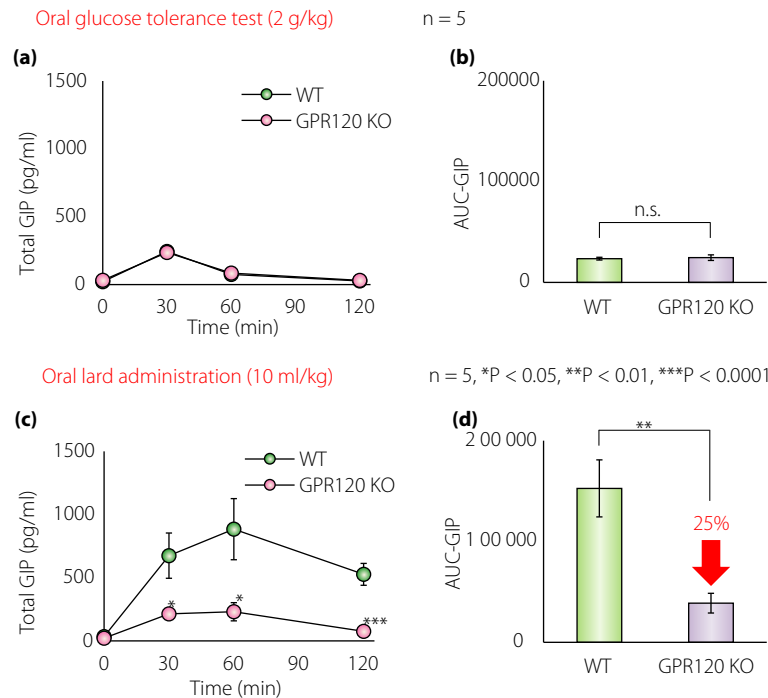 Oral glucose tolerance test (2 g/kg) n = 5
(a)
1500
1000
500
0
Total GIP (pg/ml)
WT
GPR120 KO
0 30 60 90 120
Time (min)
(b)
200000
100000
0
AUC-GIP
n.s.
WT GPR120 KO
Oral lard administration (10 ml/kg) n = 5, *P < 0.05, **P < 0.01, ***P < 0.0001
(c)
1500
1000
500
0
Total GIP (pg/ml)
WT
GPR120 KO
* * ***
0 30 60 90 120
Time (min)
(d)
2 00 000
1 00 000
0
AUC-GIP
**
25%
WT GPR120 KO